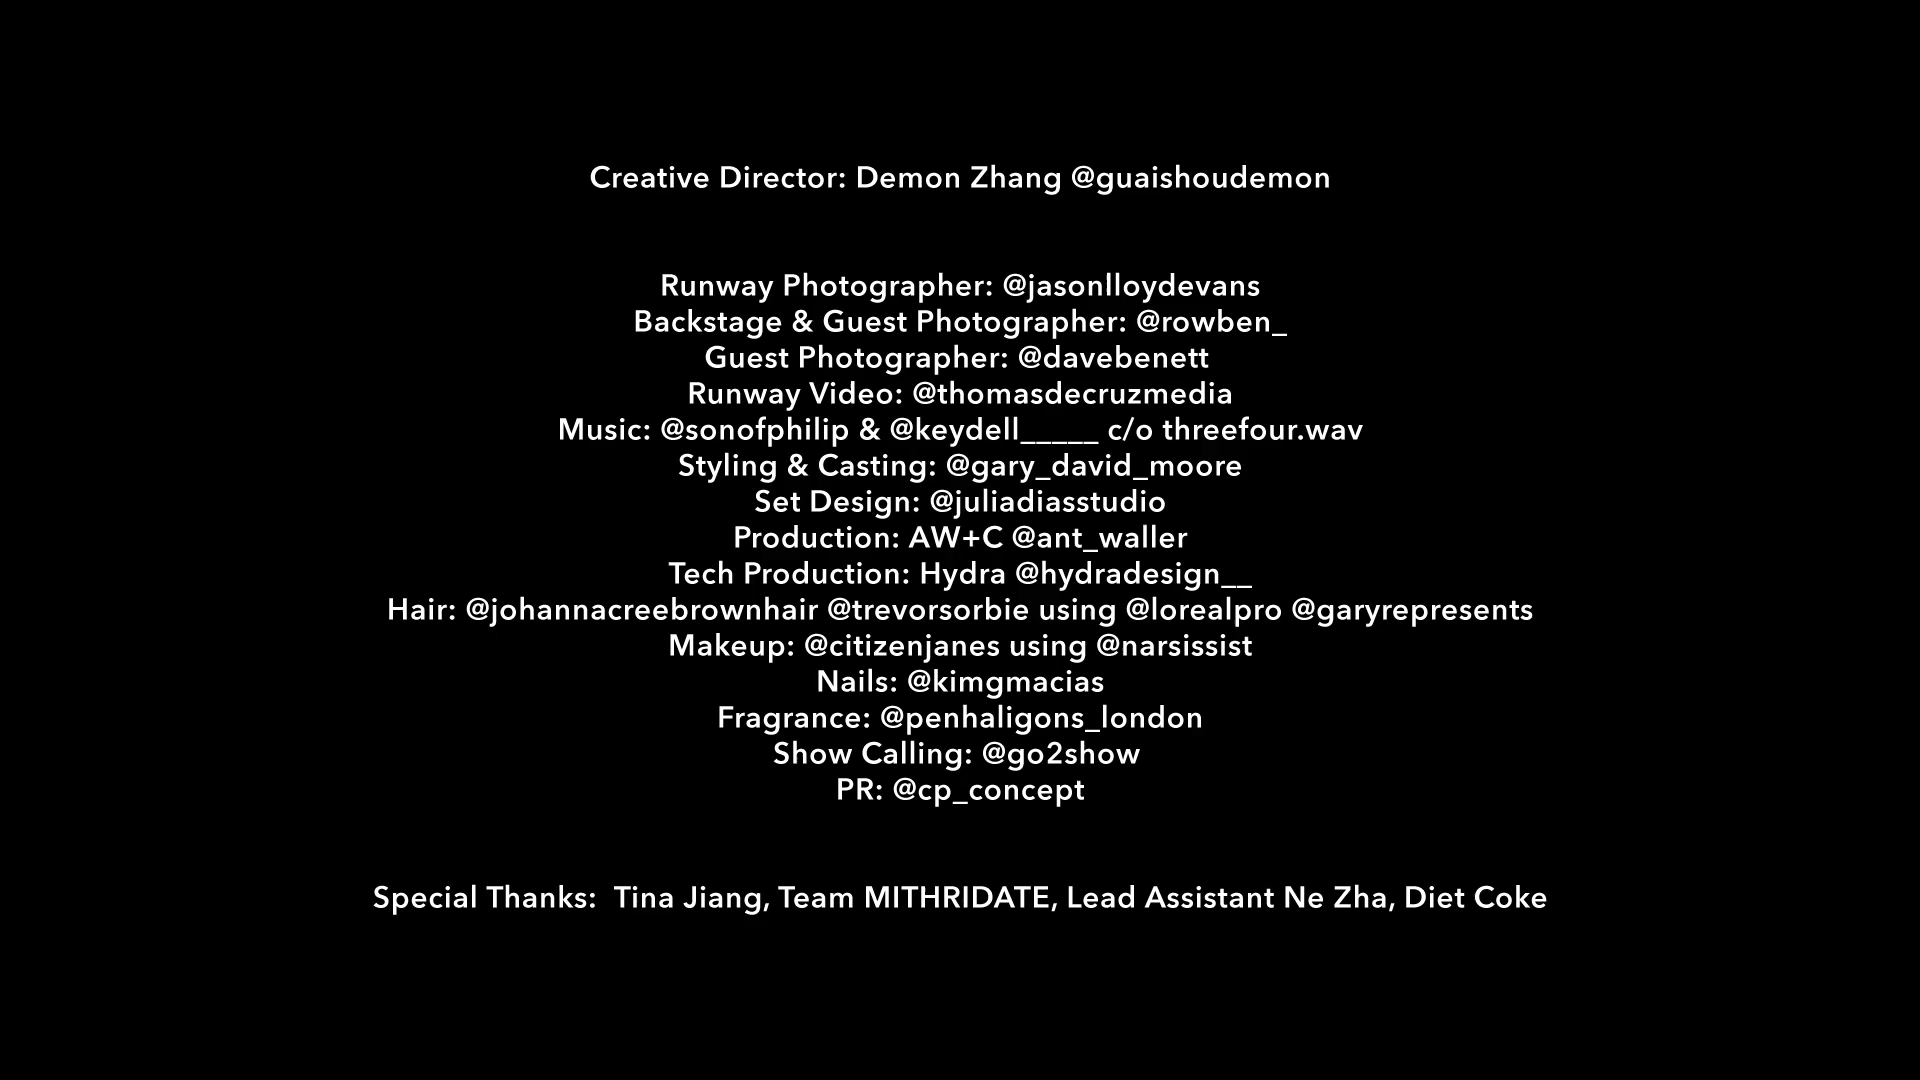 Creative Director: Demon Zhang @guaishoudemon
Runway Photographer: @jasonlloydevans
Backstage & Guest Photographer: @rowben_
Guest Photographer: @davebenett
Runway Video: @thomasdecruzmedia
Music: @sonofphilip & @keydell_____ c/o threefour.wav
Styling & Casting: @gary_david_moore
Set Design: @juliadiasstudio
Production: AW+C @ant_waller
Tech Production: Hydra @hydradesign__
Hair: @johannacreebrownhair @trevorsorbie using @lorealpro @garyrepresents
Makeup: @citizenjanes using @narsissist
Nails: @kimgmacias
Fragrance: @penhaligons_london
Show Calling: @go2show
PR: @cp_concept
Special Thanks:  Tina Jiang, Team MITHRIDATE, Lead Assistant Ne Zha, Diet Coke